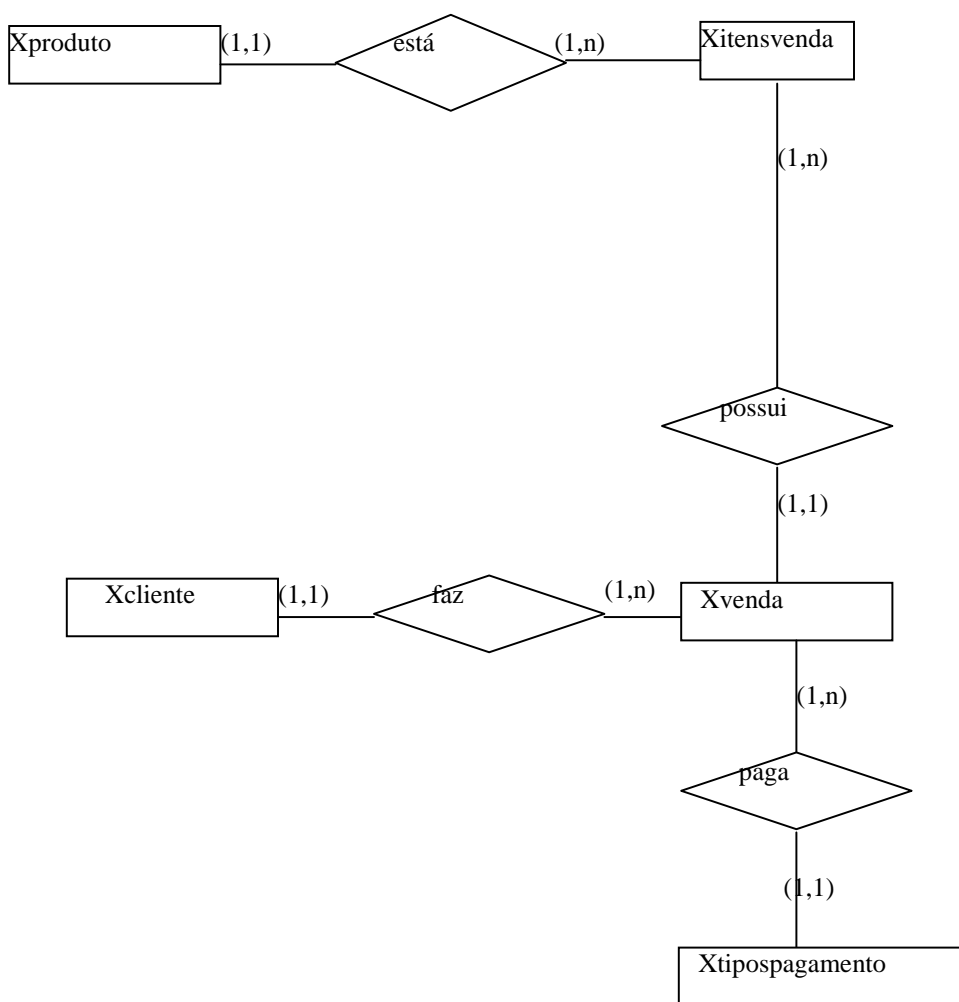 Xproduto (1,1) está (1,n) Xitensvenda
(1,n)
possui
(1,1)
Xcliente (1,1) faz (1,n) Xvenda
(1,n)
paga
(1,1)
Xtipospagamento